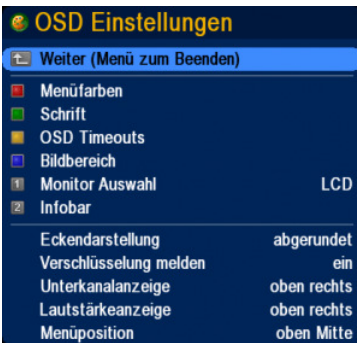 OSD Einstellungen
Weiter (Menü zum Beenden)
Menüfarben
Schrift
OSD Timeouts
Bildbereich
1 Monitor Auswahl LCD
2 Infobar
Eckendarstellung abgerundet
Verschlüsselung melden ein
Unterkanalanzeige oben rechts
Lautstärkeanzeige oben rechts
Menüposition oben Mitte